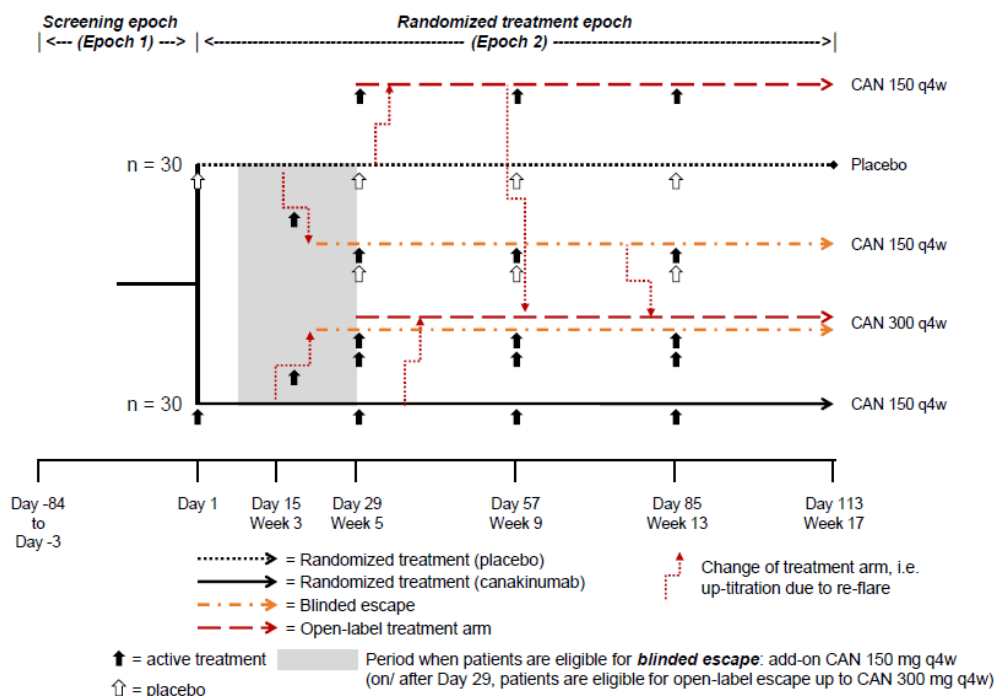 Screening epoch
|<--- (Epoch 1) --->|
Randomized treatment epoch
<--- (Epoch 2) --->|
CAN 150 q4w
n = 30
Placebo
CAN 150 q4w
CAN 300 q4w
n = 30
CAN 150 q4w
Day -84
to
Day -3
Day 1
Day 15
Week 3
Day 29
Week 5
Day 57
Week 9
Day 85
Week 13
Day 113
Week 17
= Randomized treatment (placebo)
= Randomized treatment (canakinumab)
= Blinded escape
= Open-label treatment arm
Change of treatment arm, i.e.
up-titration due to re-flare
= active treatment
= placebo
Period when patients are eligible for blinded escape: add-on CAN 150 mg q4w
(on/ after Day 29, patients are eligible for open-label escape up to CAN 300 mg q4w)